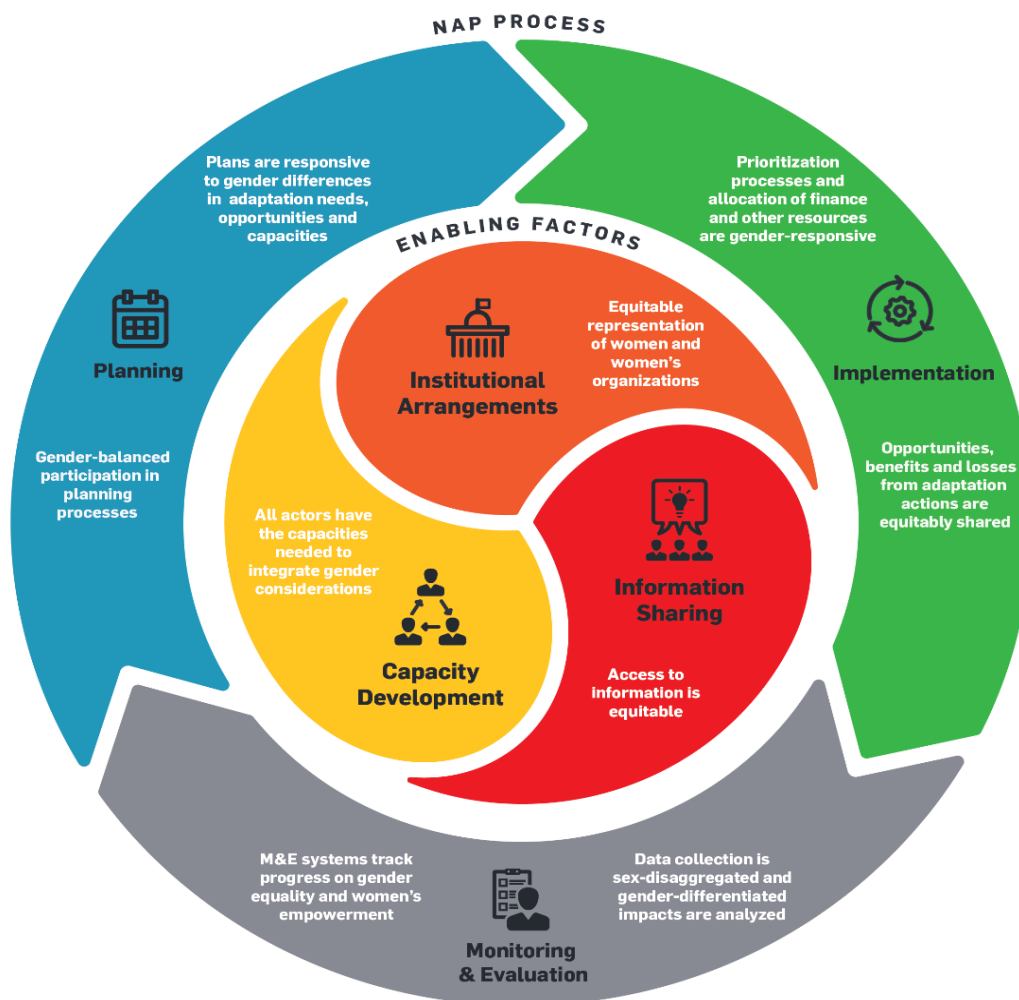 NAP PROCESS
Plans are responsive
to gender differences
in adaptation needs,
opportunities and
capacities
Planning
Gender-balanced
participation in
planning
processes
Prioritization
processes and
allocation of finance
and other resources
are gender-responsive
Implementation
Opportunities,
benefits and losses
from adaptation
actions are
equitably shared
ENABLING FACTORS
Institutional
Arrangements
Equitable
representation
of women and
women's
organizations
All actors have
the capacities
needed to
integrate gender
considerations
Capacity
Development
Information
Sharing
Access to
information is
equitable
M&E systems track
progress on gender
equality and women's
empowerment
Monitoring
& Evaluation
Data collection is
sex-disaggregated and
gender-differentiated
impacts are analyzed